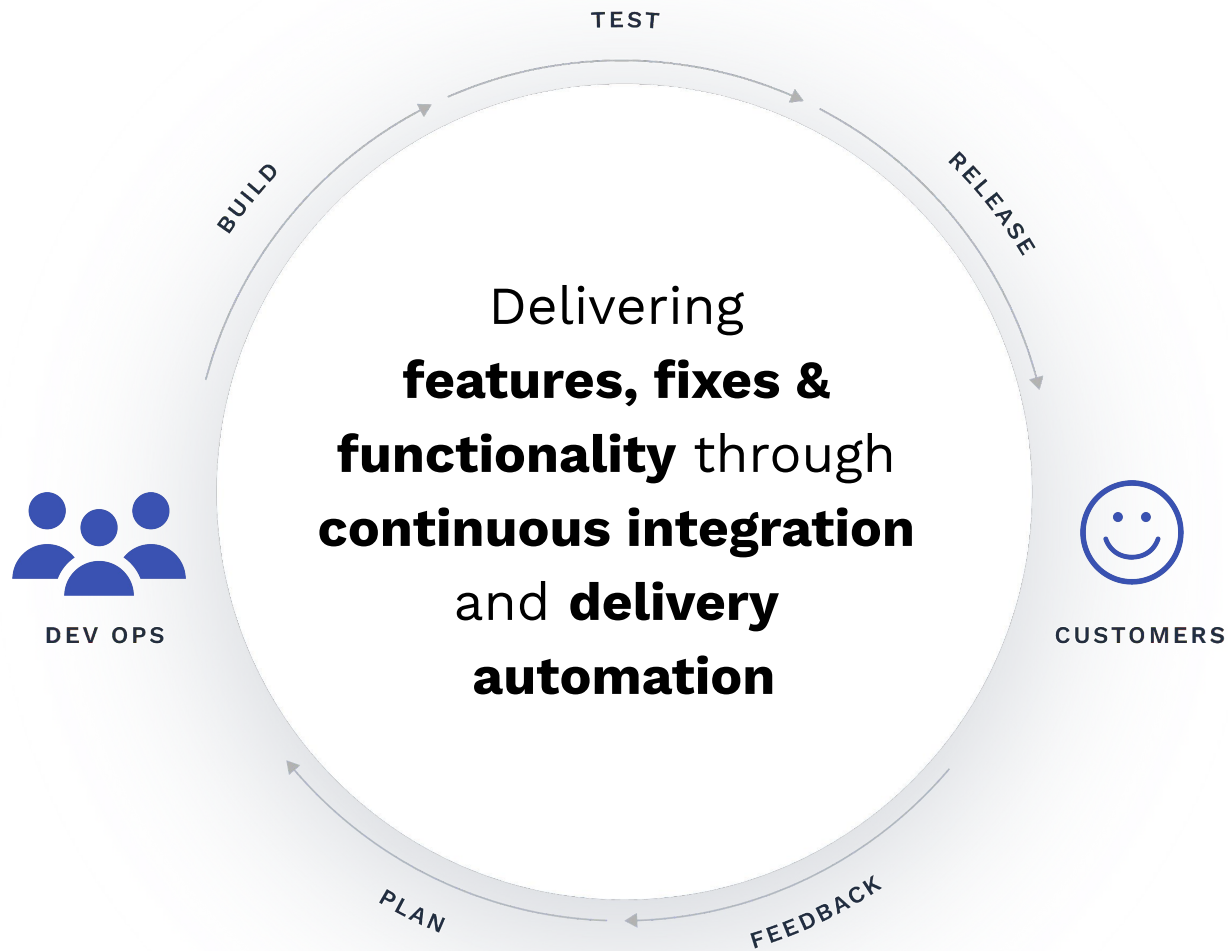 TEST
BUILD
RELEASE
Delivering
features, fixes &
functionality through
continuous integration
and delivery
automation
DEV OPS
CUSTOMERS
PLAN
FEEDBACK